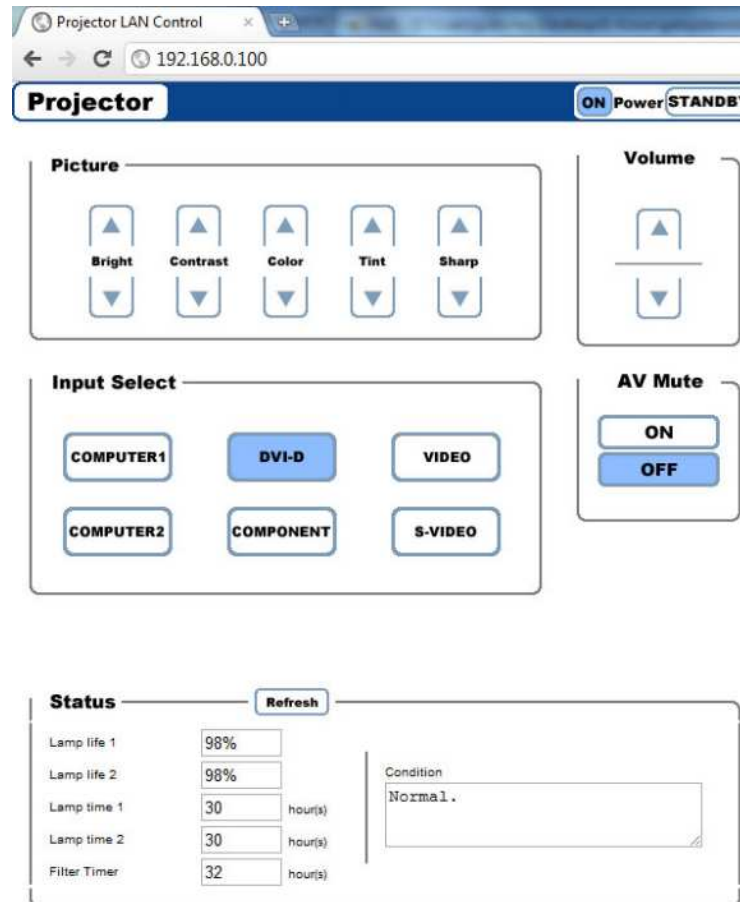 Projector LAN Control
192.168.0.100
Projector
ON Power STANDBY
Picture
Bright Contrast Color Tint Sharp
Volume
Input Select
COMPUTER1 DVI-D VIDEO
COMPUTER2 COMPONENT S-VIDEO
AV Mute
ON
OFF
Status Refresh
Lamp life 1 98%
Lamp life 2 98%
Lamp time 1 30 hour(s)
Lamp time 2 30 hour(s)
Filter Timer 32 hour(s)
Condition
Normal.